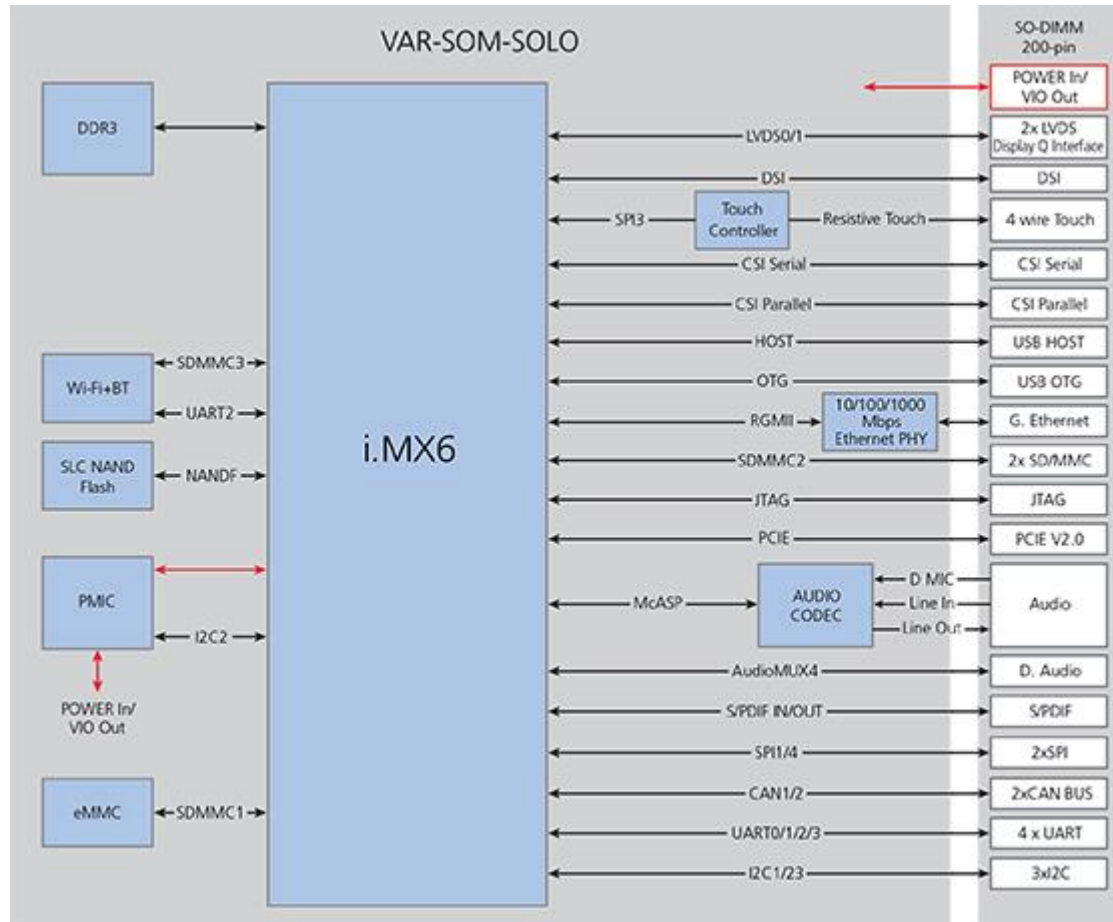 VAR-SOM-SOLO
SO-DIMM
200-pin
POWER In/
VIO Out
DDR3
LVDS0/1
2x LVDS
Display Q Interface
DSI
DSI
SPI3
Touch
Controller
Resistive Touch
4 wire Touch
CSI Serial
CSI Serial
CSI Parallel
CSI Parallel
HOST
USB HOST
SDMMC3
Wi-Fi+BT
UART2
OTG
USB OTG
RGMII
10/100/1000
Mbps
Ethernet PHY
G. Ethernet
i.MX6
SLC NAND
Flash
NANDF
SDMMC2
2x SD/MMC
JTAG
JTAG
PCIE
PCIE V2.0
PMIC
I2C2
POWER In/
VIO Out
McASP
AUDIO
CODEC
D MIC
Line In
Line Out
Audio
AudioMUX4
D. Audio
S/PDIF IN/OUT
S/PDIF
SPI1/4
2xSPI
eMMC
SDMMC1
CAN1/2
2xCAN BUS
UART0/1/2/3
4 x UART
I2C1/23
3xI2C